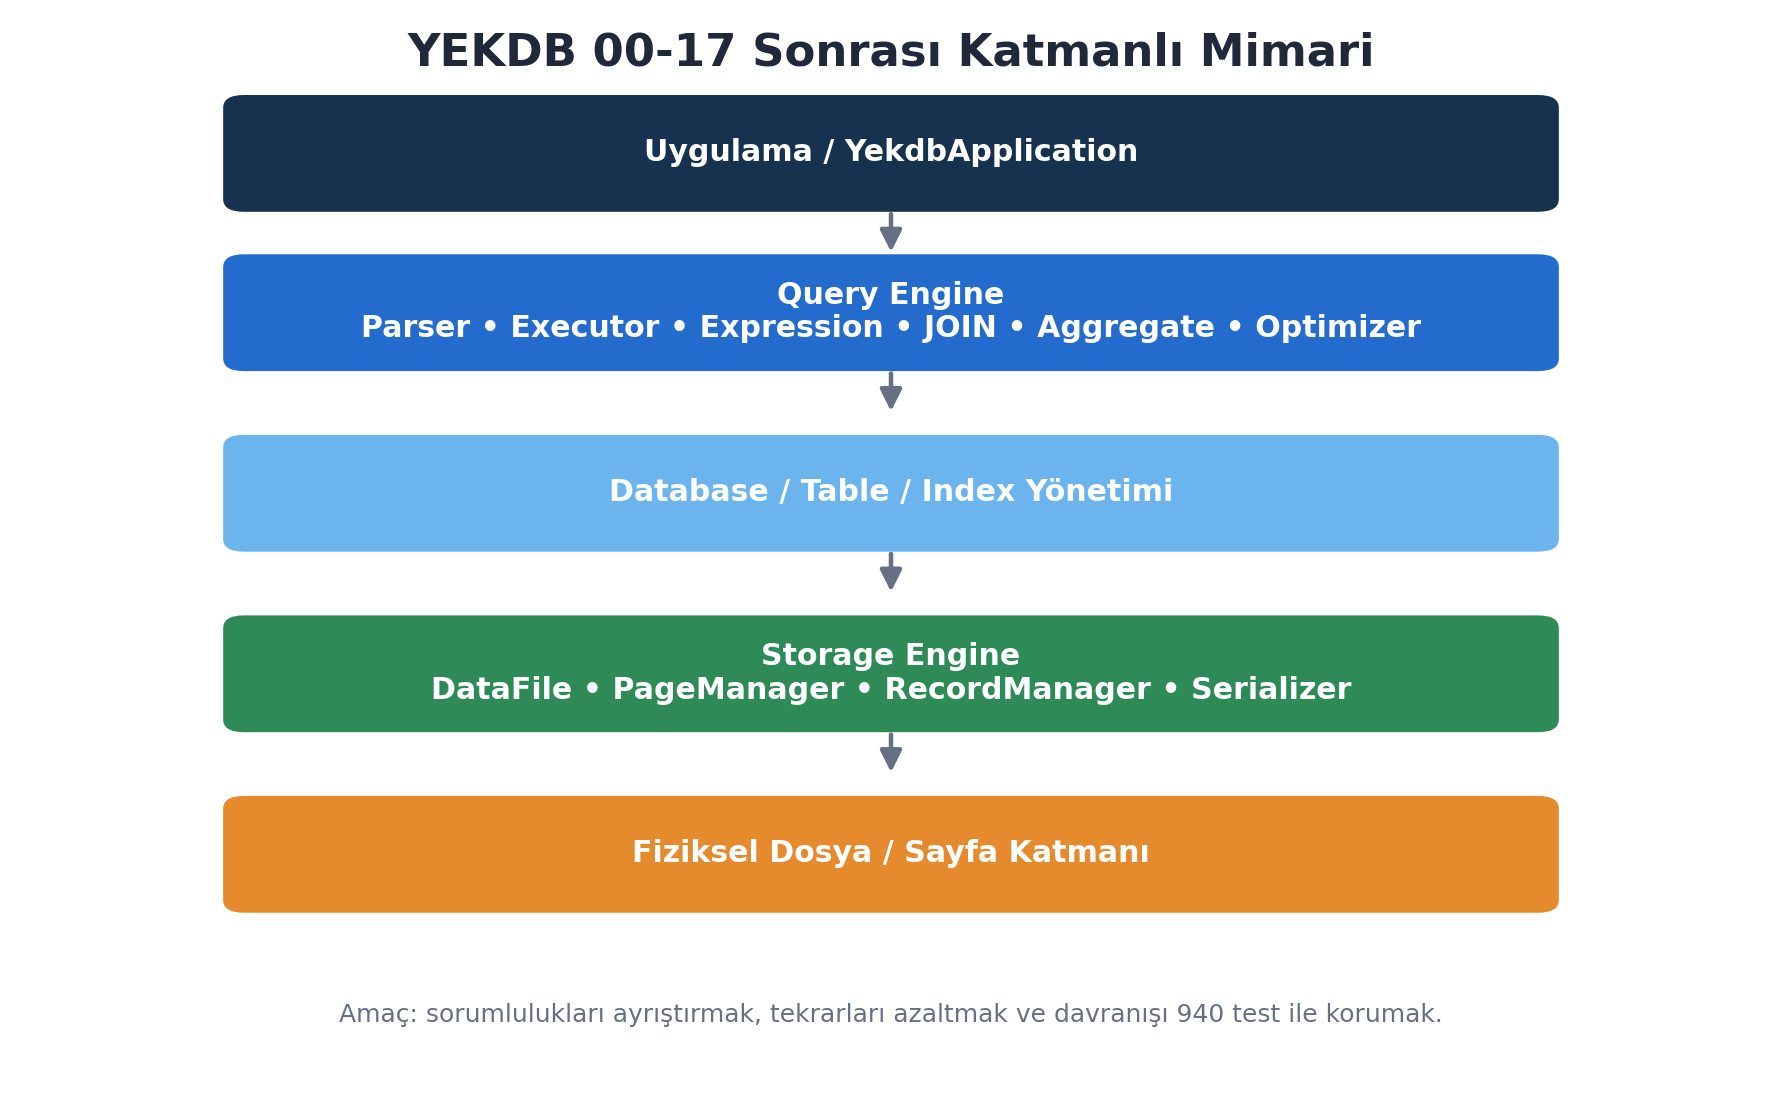 YEKDB 00-17 Sonrası Katmanlı Mimari
Uygulama / YekdbApplication
Query Engine
Parser • Executor • Expression • JOIN • Aggregate • Optimizer
Database / Table / Index Yönetimi
Storage Engine
DataFile • PageManager • RecordManager • Serializer
Fiziksel Dosya / Sayfa Katmanı
Amaç: sorumlulukları ayrıştırmak, tekrarları azaltmak ve davranışı 940 test ile korumak.